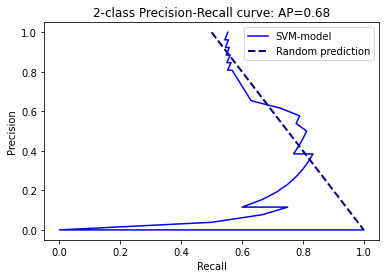 2-class Precision-Recall curve: AP=0.68
SVM-model
Random prediction
Precision
1.0
0.8
0.6
0.4
0.2
0.0
0.0 0.2 0.4 0.6 0.8 1.0
Recall